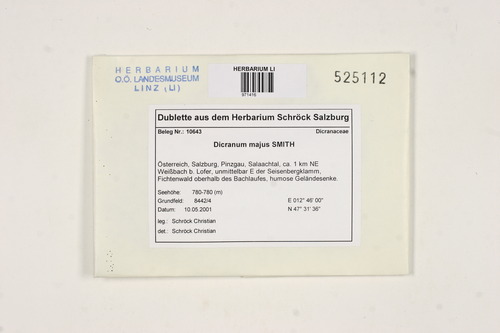 HERBARIUM
O.Ö. LANDESMUSEUM
LINZ (LI)
HERBARIUM LI
971416
525112
Dublette aus dem Herbarium Schröck Salzburg
Beleg Nr.: 10643 Dicranaceae
Dicranum majus SMITH
Österreich, Salzburg, Pinzgau, Salaachtal, ca. 1 km NE
Weißbach b. Lofer, unmittelbar E der Seisenbergklamm,
Fichtenwald oberhalb des Bachlaufes, humose Geländesenke.
Seehöhe: 780-780 (m)
Grundfeld: 8442/4 E 012° 46' 00"
Datum: 10.05.2001 N 47° 31' 36"
leg.: Schröck Christian
det.: Schröck Christian